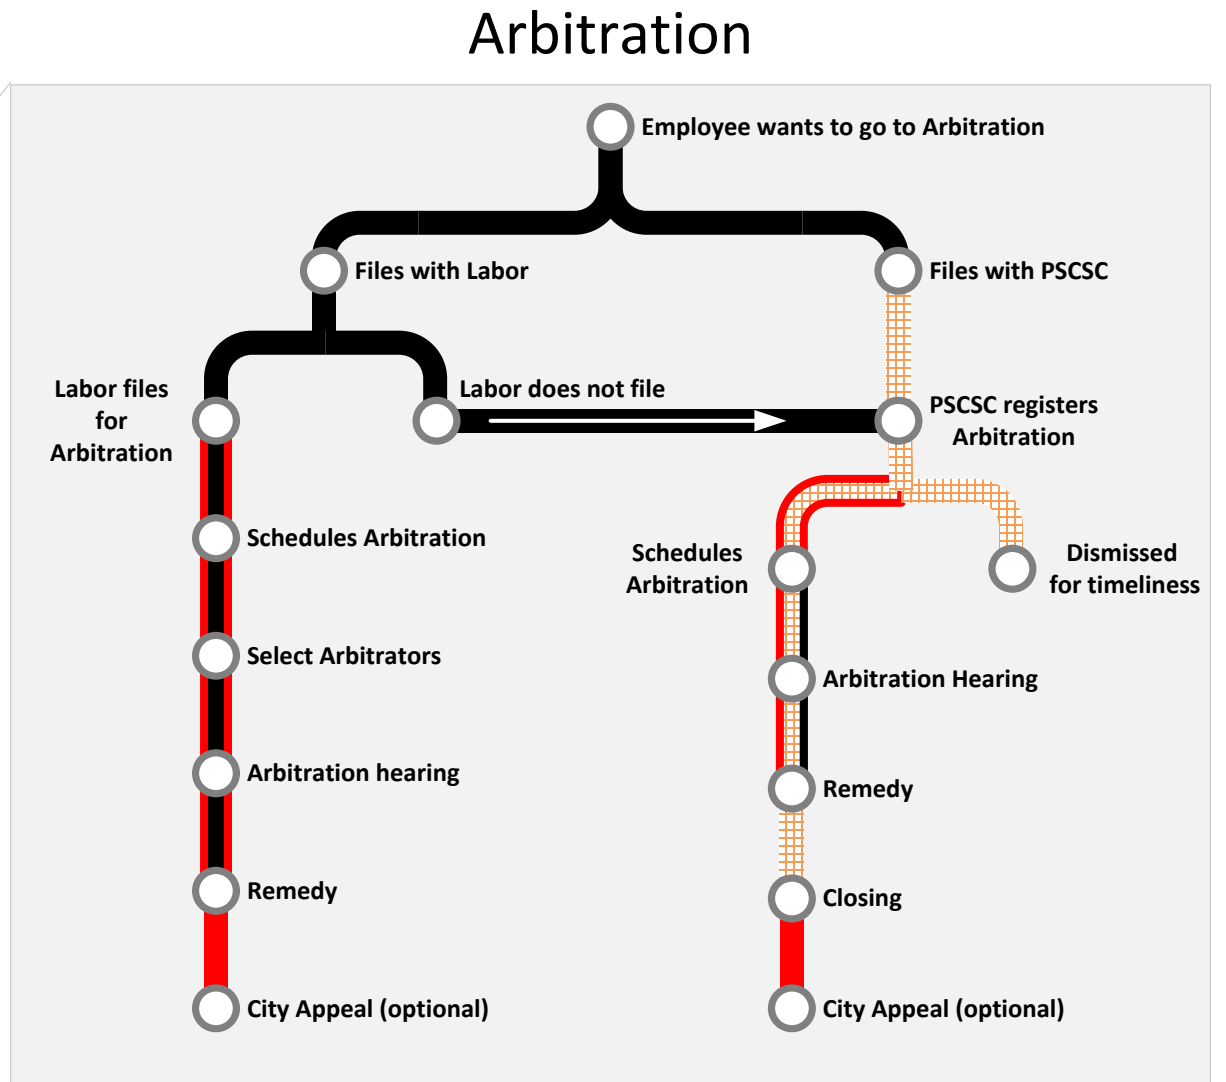 Arbitration
Employee wants to go to Arbitration
Files with Labor
Files with PSCSC
Labor files
for
Arbitration
Labor does not file
PSCSC registers
Arbitration
Schedules Arbitration
Schedules
Arbitration
Dismissed
for timeliness
Select Arbitrators
Arbitration Hearing
Arbitration hearing
Remedy
Remedy
Closing
City Appeal (optional)
City Appeal (optional)